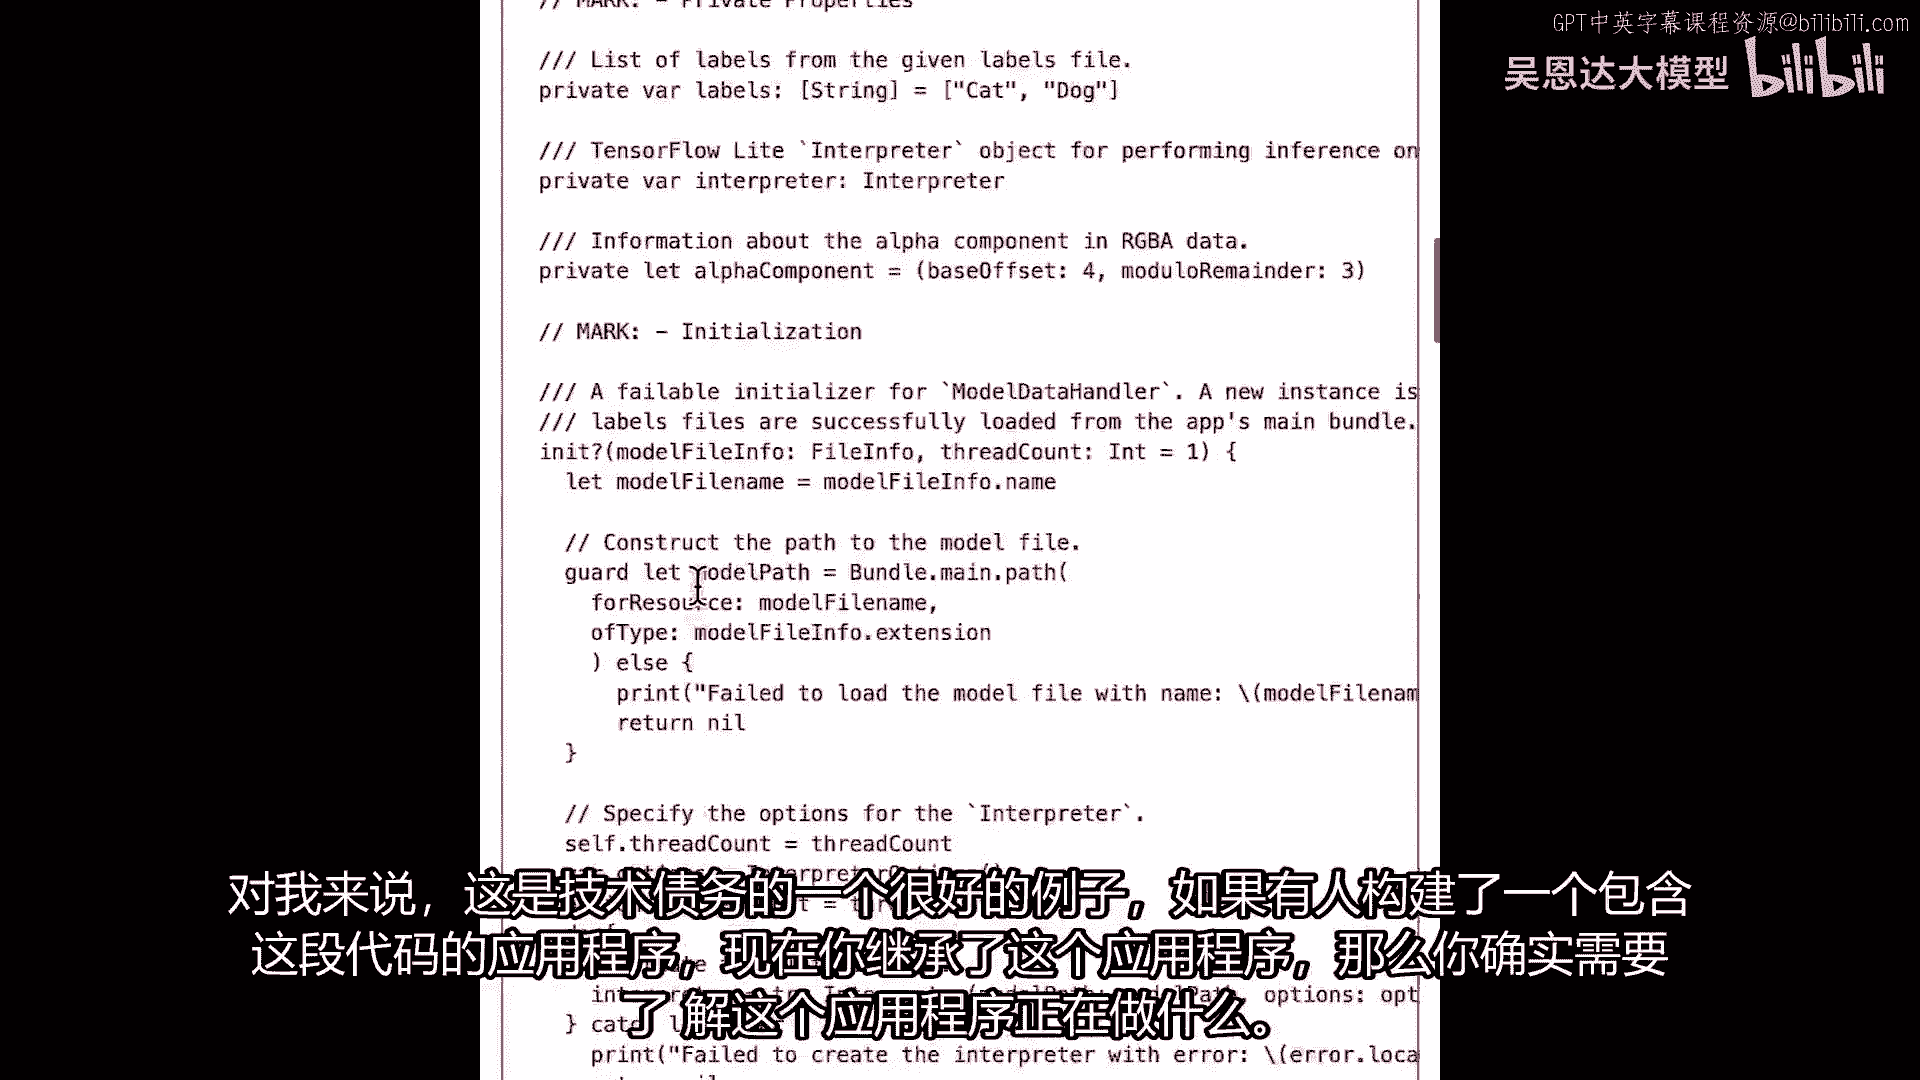 // MARK: - Private Properties
GPT中英字幕课程资源@bilibili.com
吴恩达大模型 bilibili
/// List of labels from the given labels file.
private var labels: [String] = ["Cat", "Dog"]
/// TensorFlow Lite `Interpreter` object for performing inference on
private var interpreter: Interpreter
/// Information about the alpha component in RGBA data.
private let alphaComponent = (baseOffset: 4, moduloRemainder: 3)
// MARK: - Initialization
/// A failable initializer for `ModelDataHandler`. A new instance is
/// labels files are successfully loaded from the app's main bundle.
init?(modelFileInfo: FileInfo, threadCount: Int = 1) {
let modelFilename = modelFileInfo.name
// Construct the path to the model file.
guard let modelPath = Bundle.main.path(
forResource: modelFilename,
ofType: modelFileInfo.extension
) else {
print("Failed to load the model file with name: \(modelFilenam
return nil
}
// Specify the options for the `Interpreter`.
self.threadCount = threadCount
对我来说，这是技术债务的一个很好的例子，如果有人构建了一个包含
这段代码的应用程序，现在你继承了这个应用程序，那么你确实需要
options: opt
了解这个应用程序正在做什么。
print("Failed to create the interpreter with error: \(error.loca